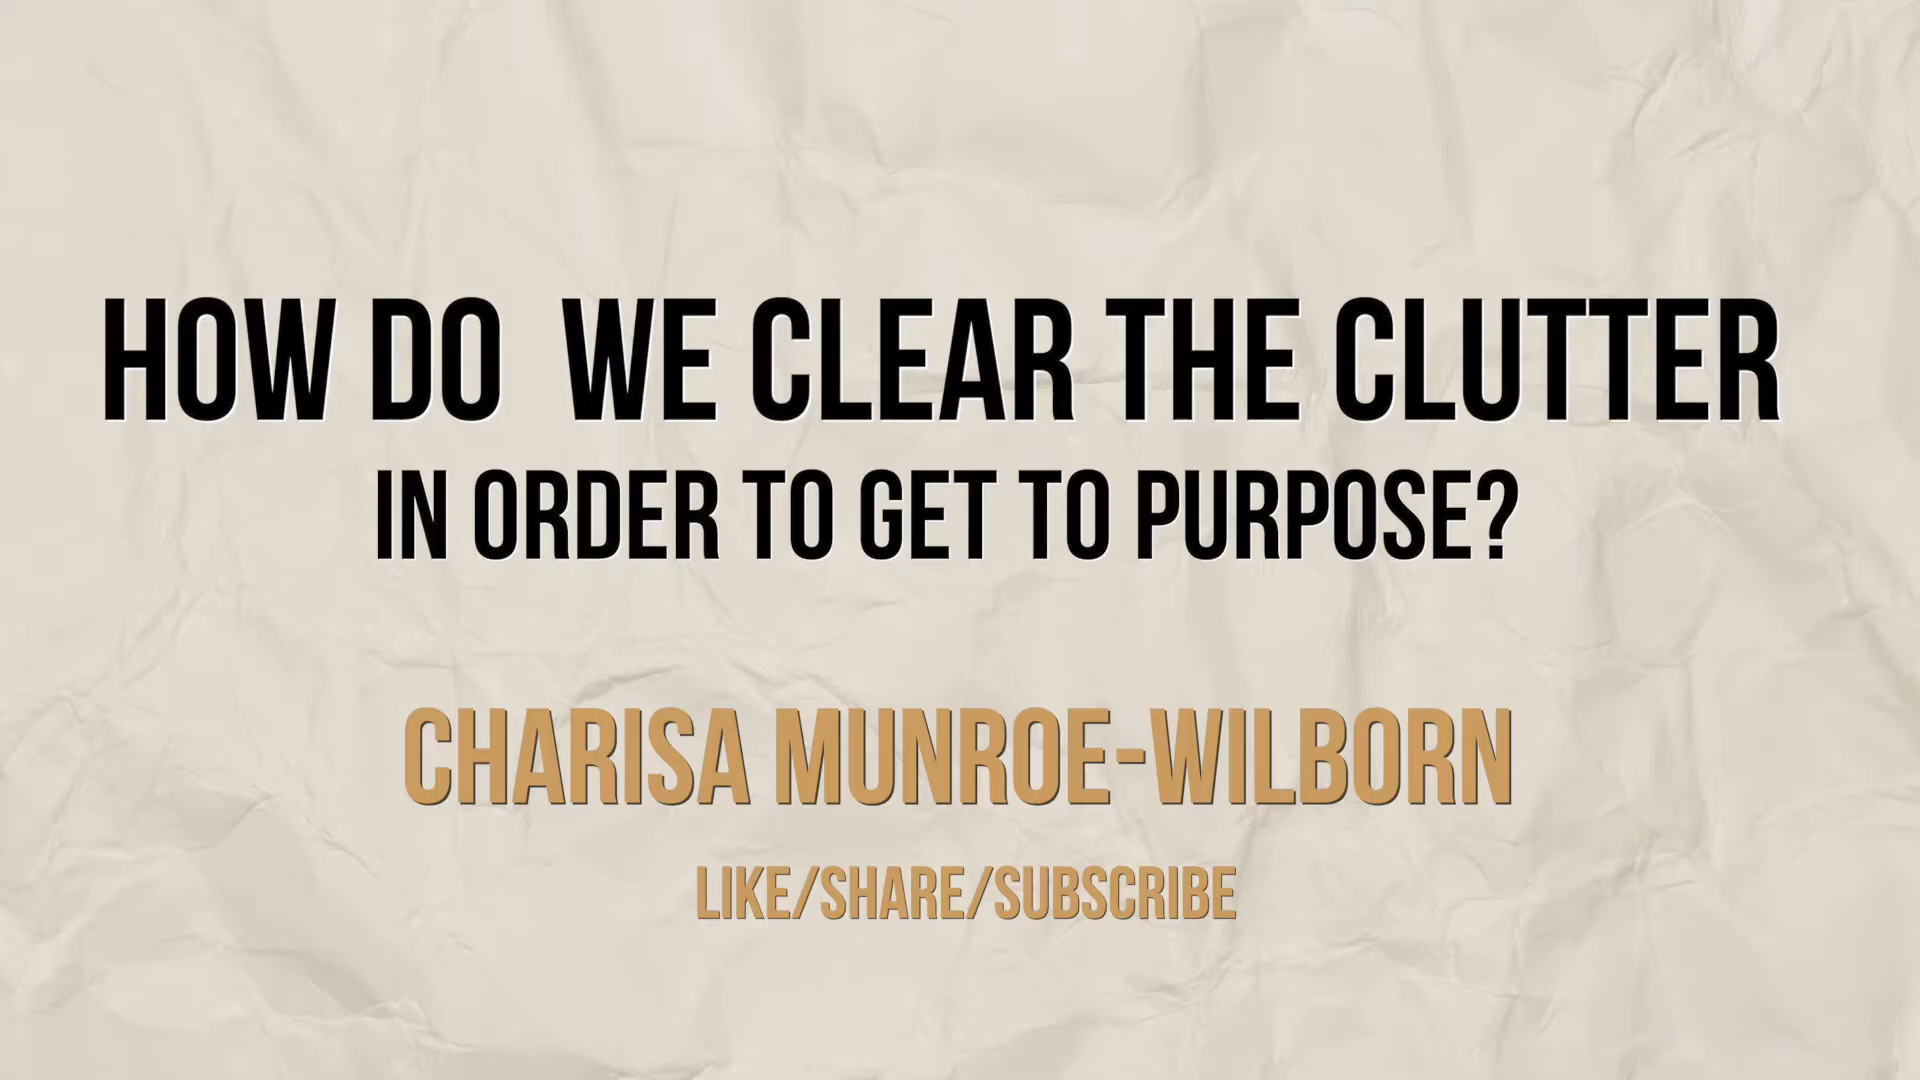 HOW DO  WE CLEAR THE CLUTTER
IN ORDER TO GET TO PURPOSE?
CHARISA MUNROE-WILBORN
LIKE/SHARE/SUBSCRIBE